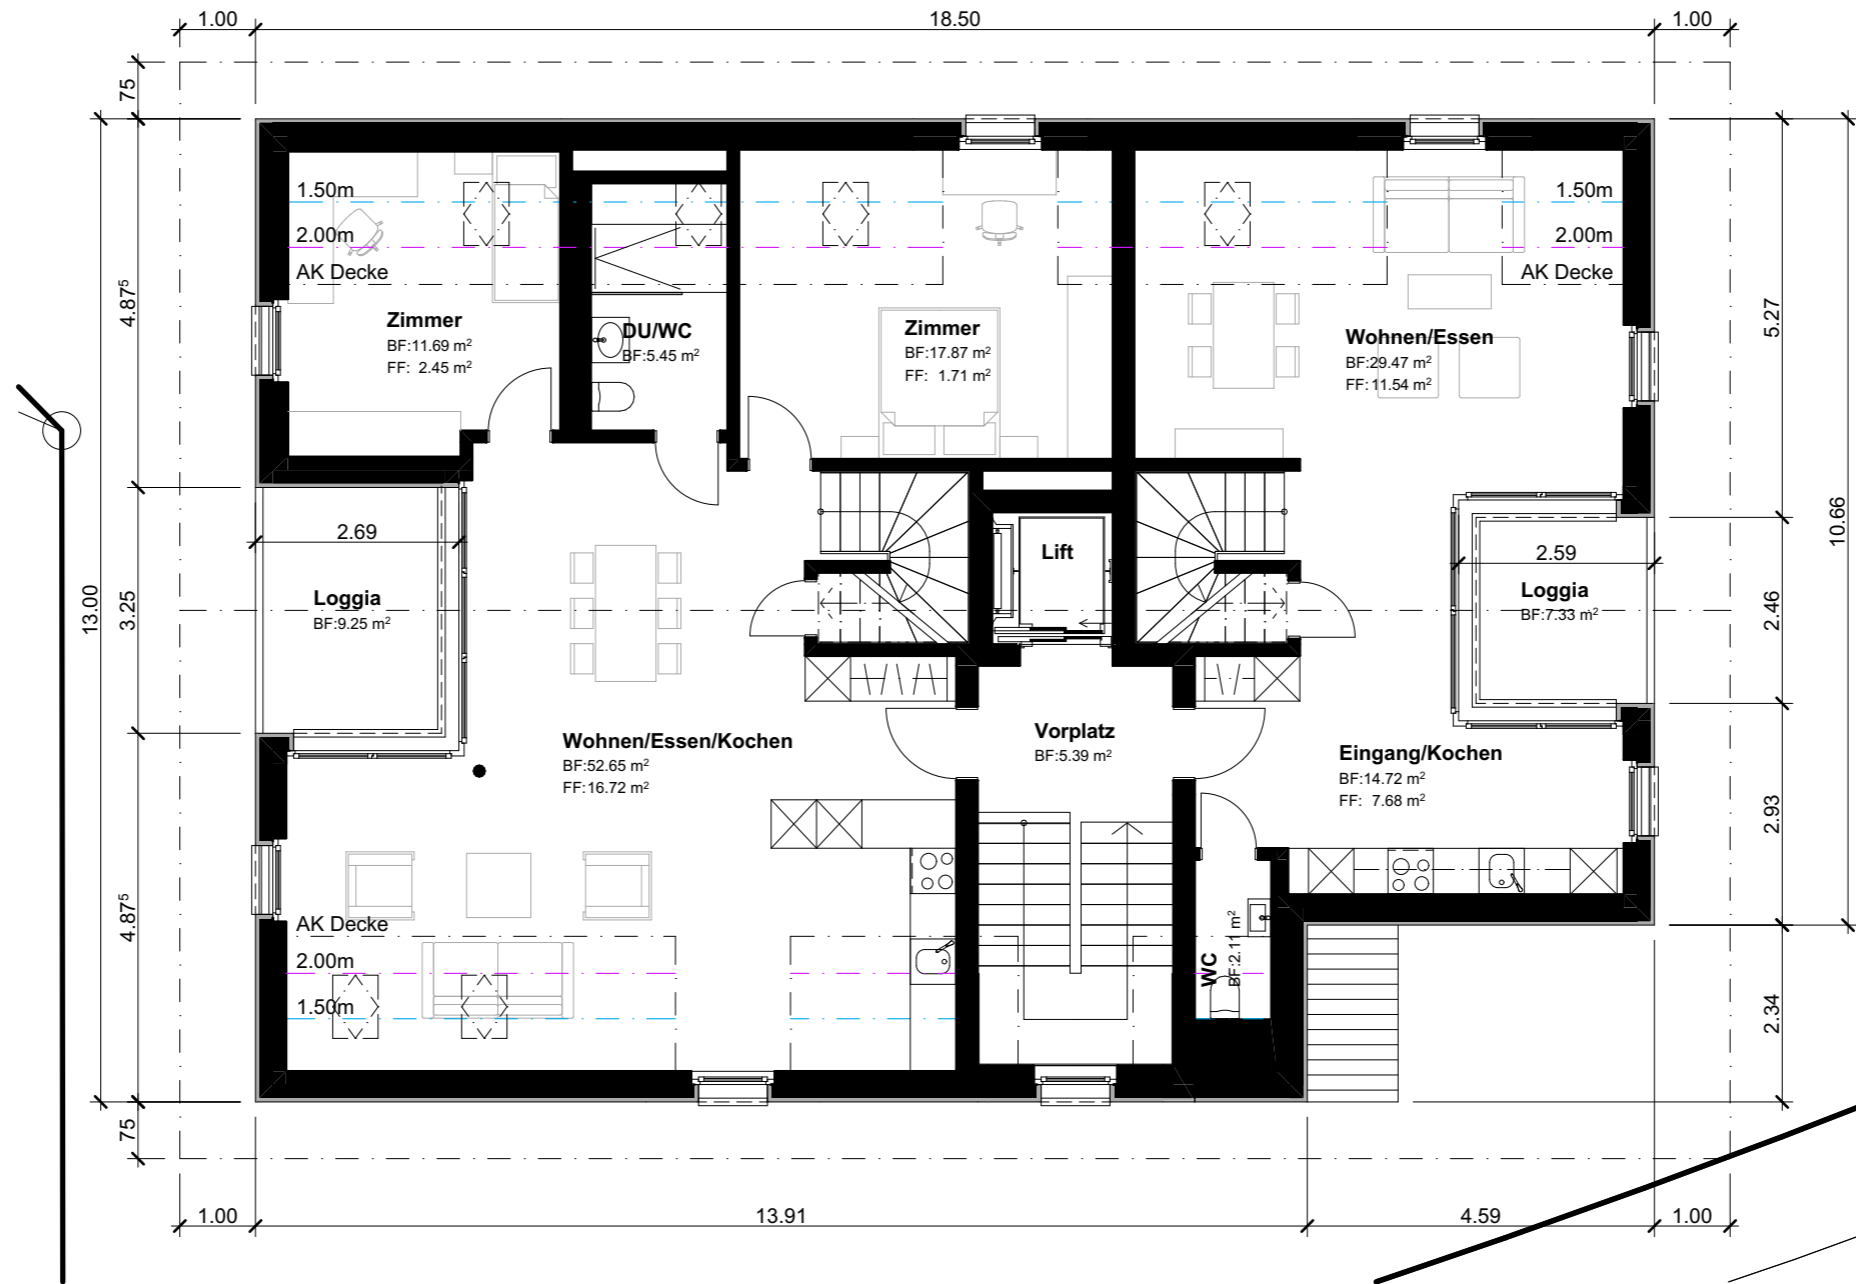 1.00
18.50
1.00
75
1.50m
1.50m
2.00m
2.00m
AK Decke
AK Decke
4.87⁵
5.27
Zimmer
BF:11.69 m²
FF: 2.45 m²
DU/WC
BF:5.45 m²
Zimmer
BF:17.87 m²
FF: 1.71 m²
Wohnen/Essen
BF:29.47 m²
FF:11.54 m²
10.66
2.69
Lift
2.59
13.00
3.25
Loggia
BF:9.25 m²
Loggia
BF:7.33 m²
2.46
Wohnen/Essen/Kochen
BF:52.65 m²
FF:16.72 m²
Vorplatz
BF:5.39 m²
Eingang/Kochen
BF:14.72 m²
FF: 7.68 m²
2.93
4.87⁵
AK Decke
2.00m
1.50m
WC
BF:2.11 m²
2.34
75
1.00
13.91
4.59
1.00